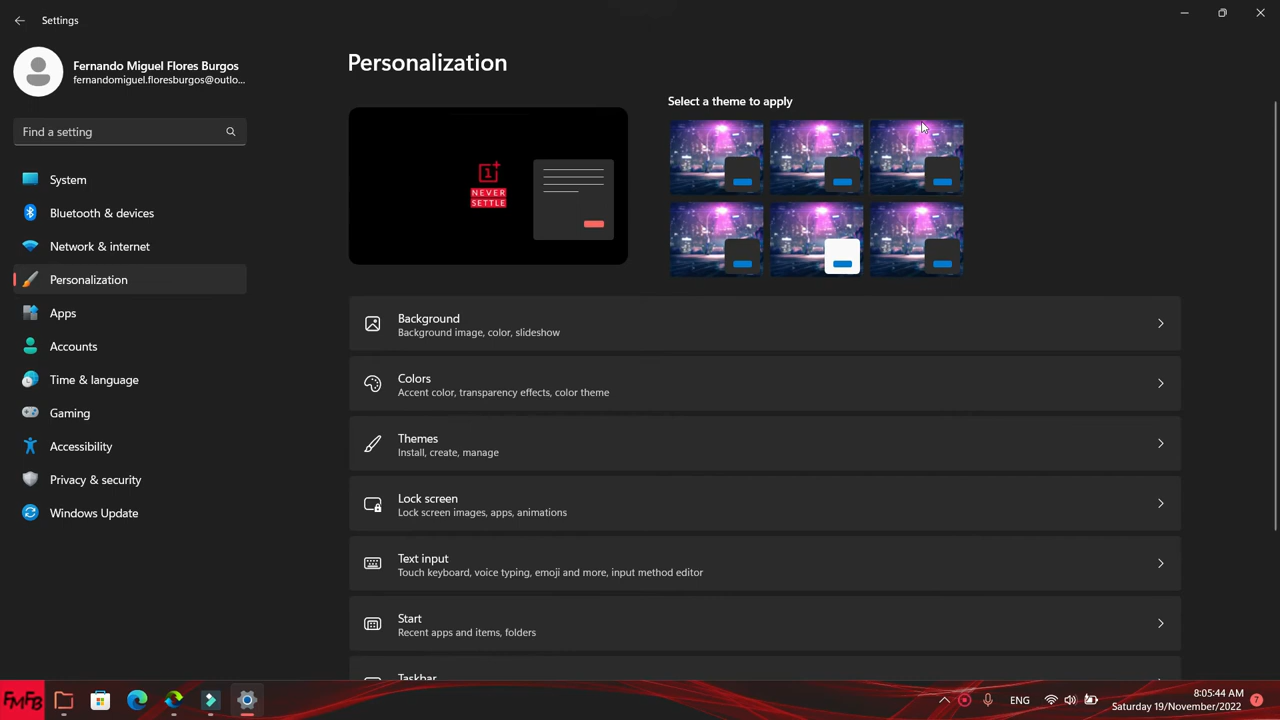 Settings
Fernando Miguel Flores Burgos
fernandomiguel.floresburgos@outlo...
Find a setting
System
Bluetooth & devices
Network & internet
Personalization
Apps
Accounts
Time & language
Gaming
Accessibility
Privacy & security
Windows Update
Personalization
1+
NEVER
SETTLE
Select a theme to apply
Background
Background image, color, slideshow
Colors
Accent color, transparency effects, color theme
Themes
Install, create, manage
Lock screen
Lock screen images, apps, animations
Text input
Touch keyboard, voice typing, emoji and more, input method editor
Start
Recent apps and items, folders
Taskbar
FMFB
ENG
8:05:44 AM
Saturday 19/November/2022
7